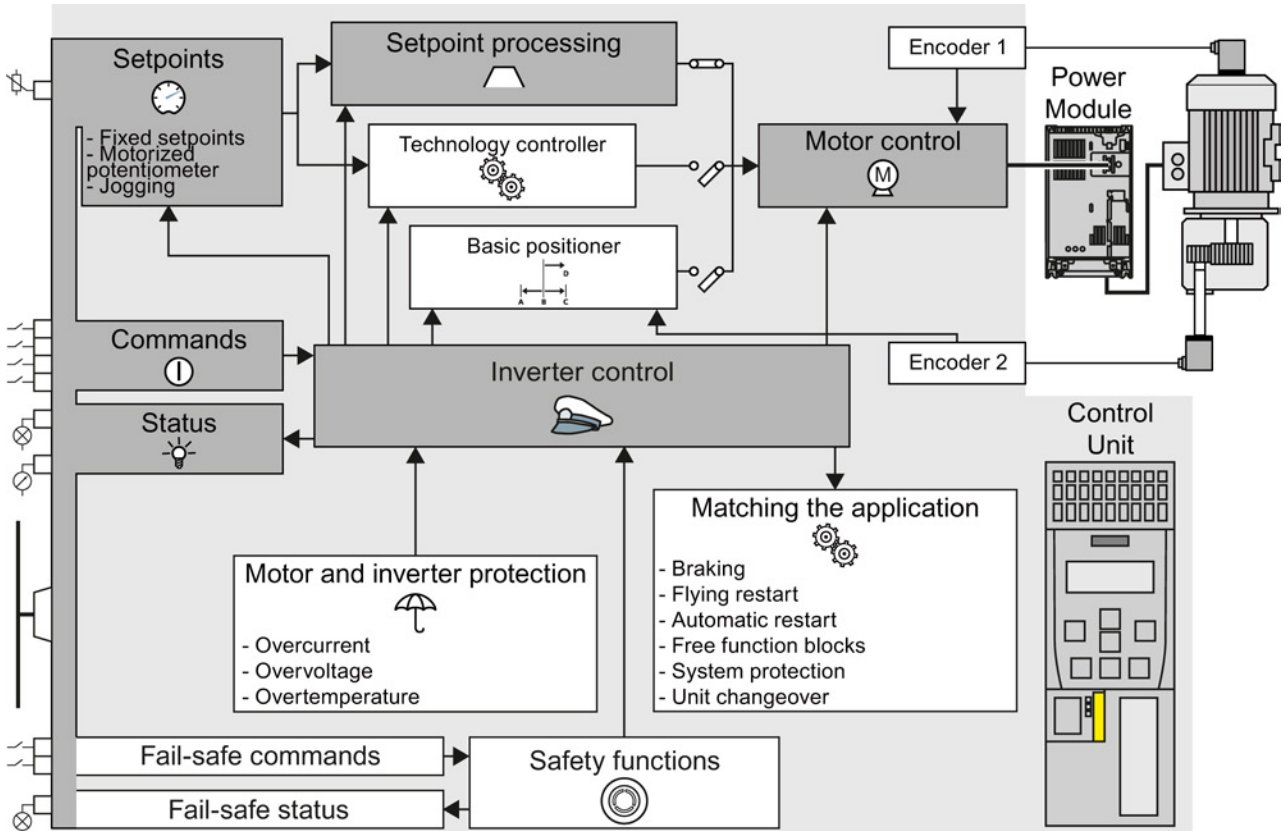 Setpoints
- Fixed setpoints
- Motorized
potentiometer
- Jogging
Setpoint processing
Technology controller
Basic positioner
D
A B C
Encoder 1
Motor control
M
Power
Module
Commands
Status
Inverter control
Encoder 2
Control
Unit
Motor and inverter protection
- Overcurrent
- Overvoltage
- Overtemperature
Matching the application
- Braking
- Flying restart
- Automatic restart
- Free function blocks
- System protection
- Unit changeover
Fail-safe commands
Fail-safe status
Safety functions